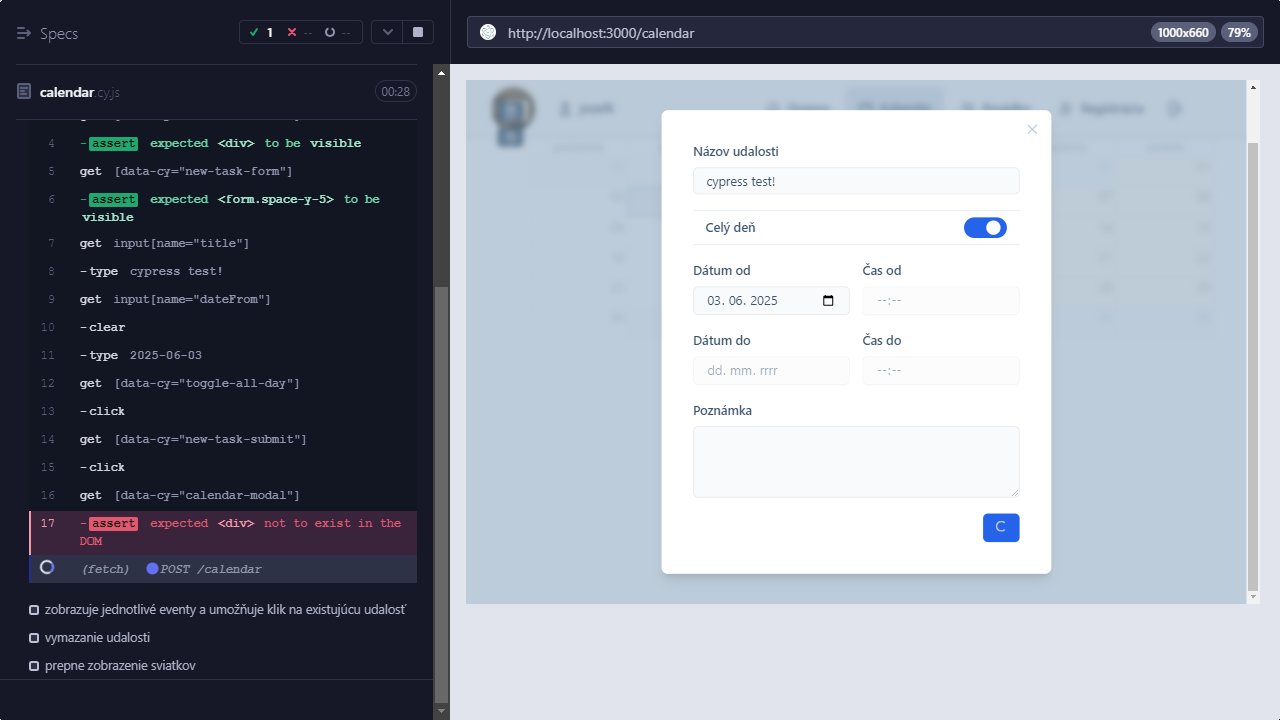 Specs
1
--
--
http://localhost:3000/calendar
1000x660
79%
calendar.cy.js
00:28
4 -assert expected <div> to be visible
5 get [data-cy="new-task-form"]
6 -assert expected <form.space-y-5> to be
visible
7 get input[name="title"]
8 -type cypress test!
9 get input[name="dateFrom"]
10 -clear
11 -type 2025-06-03
12 get [data-cy="toggle-all-day"]
13 -click
14 get [data-cy="new-task-submit"]
15 -click
16 get [data-cy="calendar-modal"]
17 -assert expected <div> not to exist in the
DOM
(fetch) POST /calendar
zobrazuje jednotlivé eventy a umožňuje klik na existujúcu udalosť
vymazanie udalosti
prepne zobrazenie sviatkov
Názov udalosti
cypress test!
Celý deň
Dátum od
Čas od
03. 06. 2025
--:--
Dátum do
Čas do
dd. mm. rrrr
--:--
Poznámka